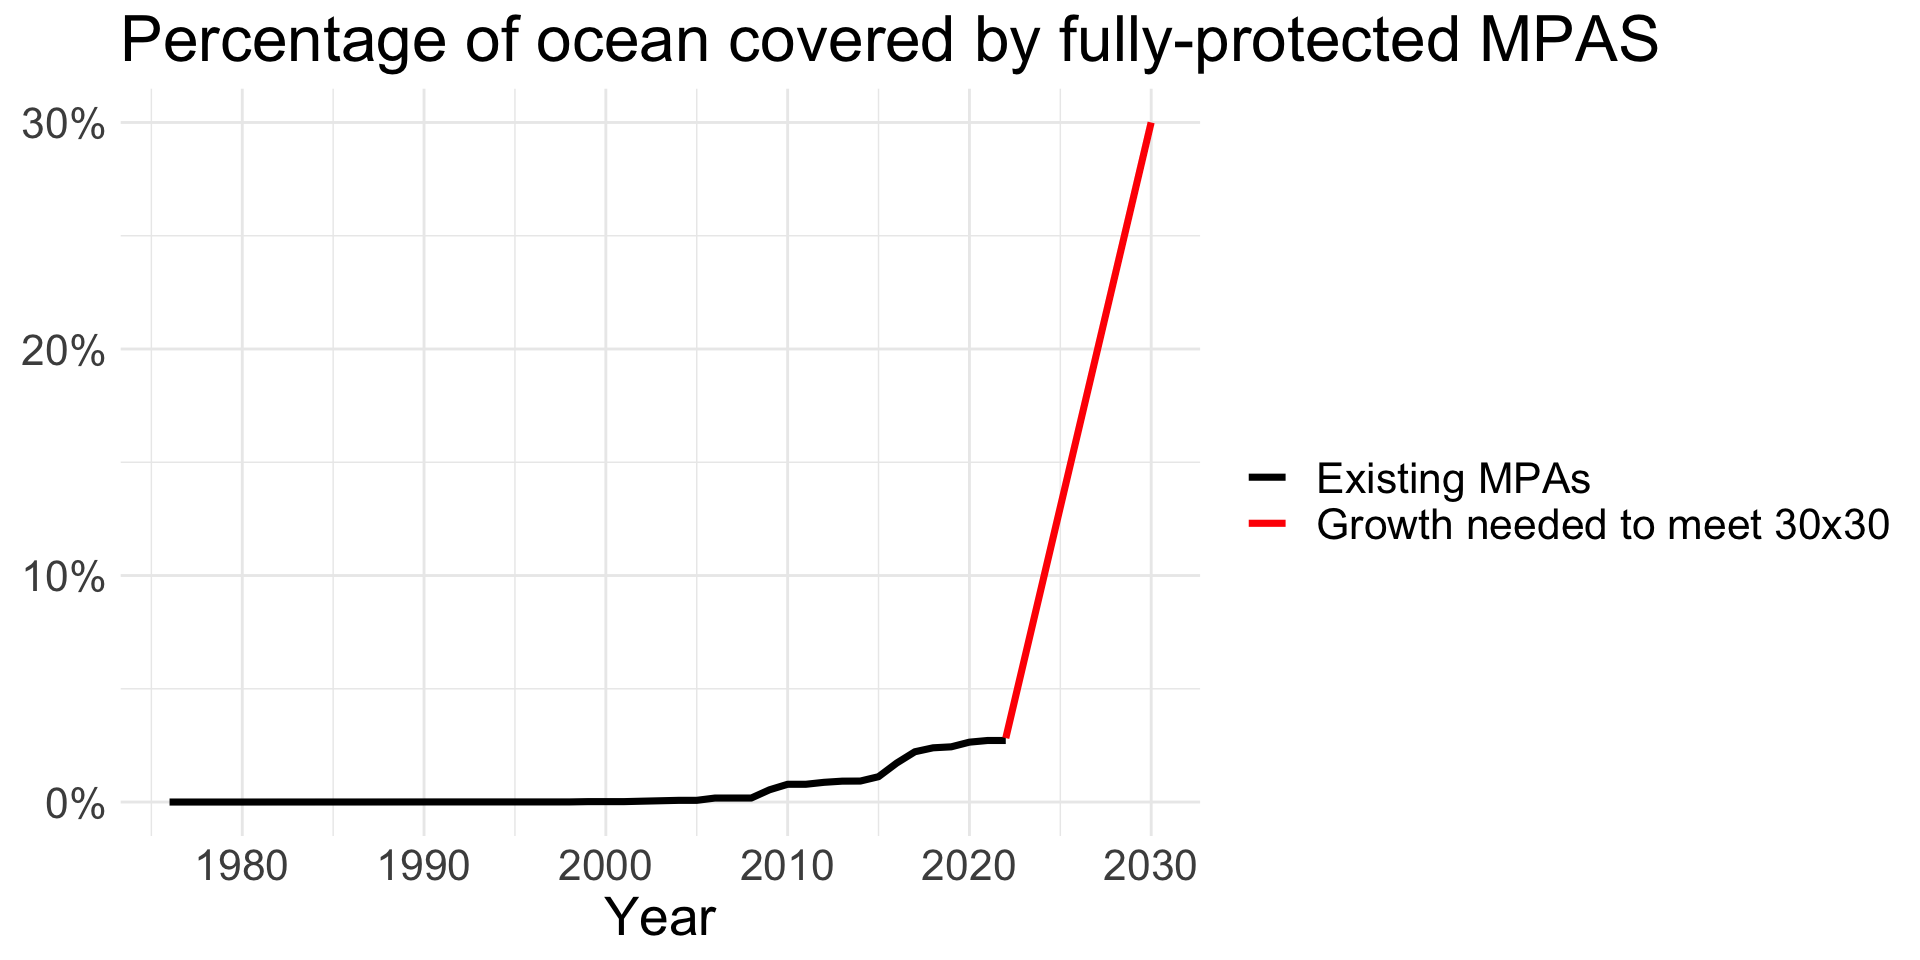 Percentage of ocean covered by fully-protected MPAS
30%
20%
10%
0%
1980 1990 2000 2010 2020 2030
Year
Existing MPAs
Growth needed to meet 30x30